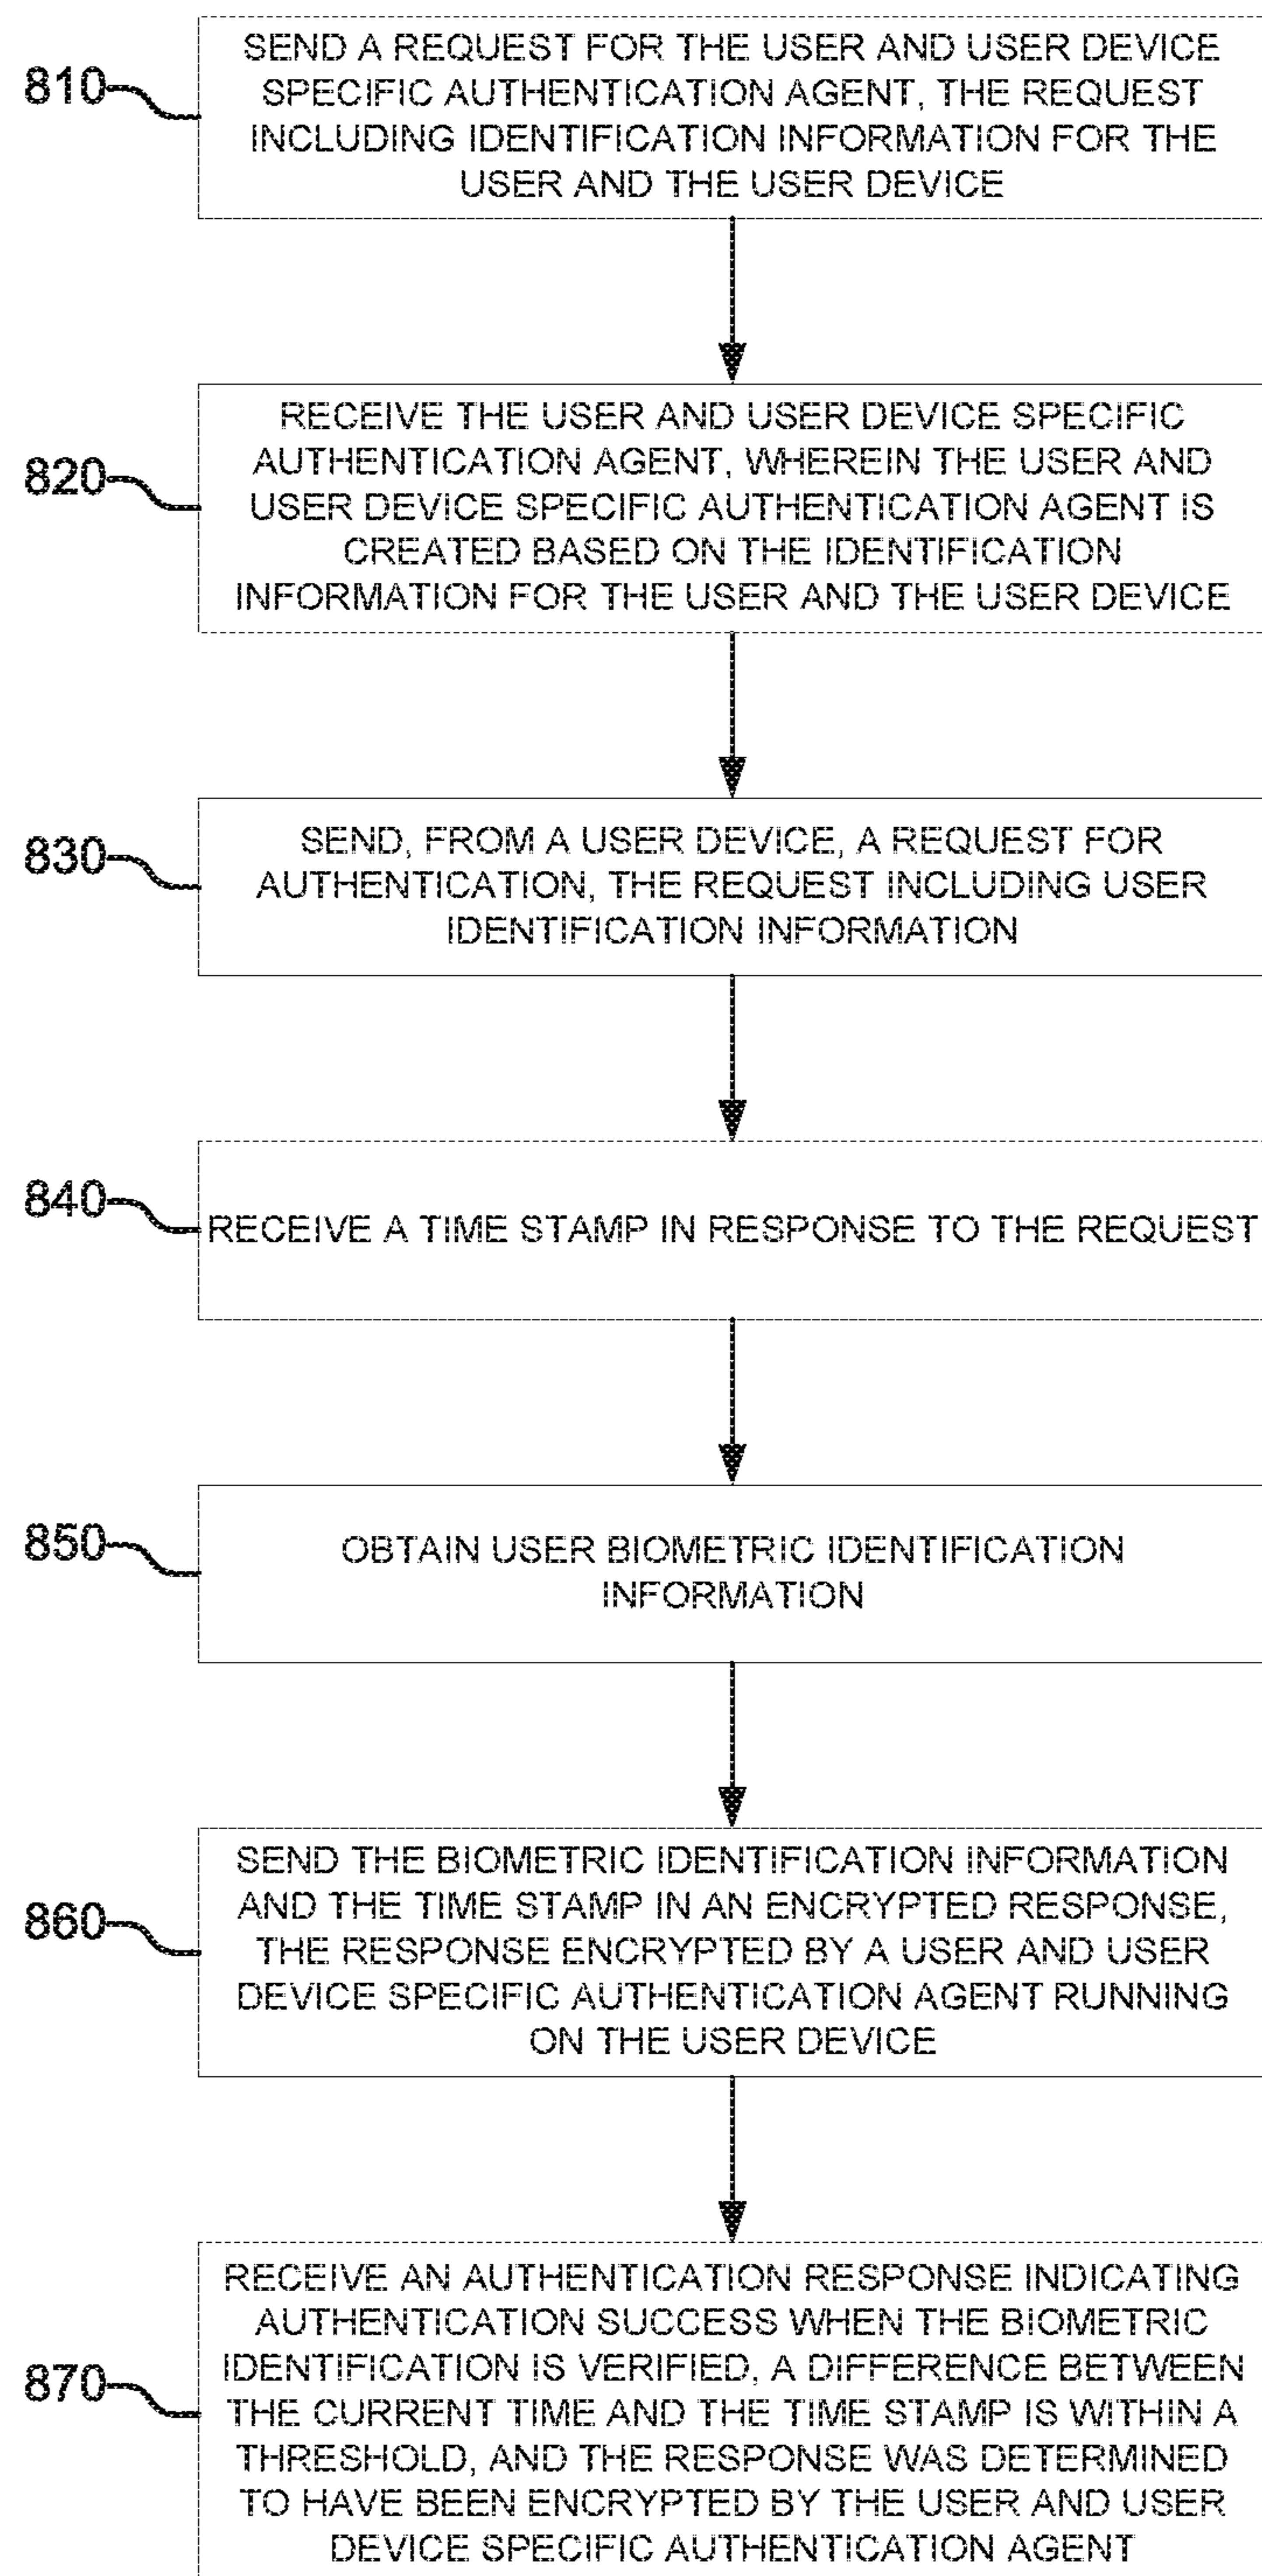 810
SEND A REQUEST FOR THE USER AND USER DEVICE
SPECIFIC AUTHENTICATION AGENT, THE REQUEST
INCLUDING IDENTIFICATION INFORMATION FOR THE
USER AND THE USER DEVICE
820
RECEIVE THE USER AND USER DEVICE SPECIFIC
AUTHENTICATION AGENT, WHEREIN THE USER AND
USER DEVICE SPECIFIC AUTHENTICATION AGENT IS
CREATED BASED ON THE IDENTIFICATION
INFORMATION FOR THE USER AND THE USER DEVICE
830
SEND, FROM A USER DEVICE, A REQUEST FOR
AUTHENTICATION, THE REQUEST INCLUDING USER
IDENTIFICATION INFORMATION
840
RECEIVE A TIME STAMP IN RESPONSE TO THE REQUEST
850
OBTAIN USER BIOMETRIC IDENTIFICATION
INFORMATION
860
SEND THE BIOMETRIC IDENTIFICATION INFORMATION
AND THE TIME STAMP IN AN ENCRYPTED RESPONSE,
THE RESPONSE ENCRYPTED BY A USER AND USER
DEVICE SPECIFIC AUTHENTICATION AGENT RUNNING
ON THE USER DEVICE
870
RECEIVE AN AUTHENTICATION RESPONSE INDICATING
AUTHENTICATION SUCCESS WHEN THE BIOMETRIC
IDENTIFICATION IS VERIFIED, A DIFFERENCE BETWEEN
THE CURRENT TIME AND THE TIME STAMP IS WITHIN A
THRESHOLD, AND THE RESPONSE WAS DETERMINED
TO HAVE BEEN ENCRYPTED BY THE USER AND USER
DEVICE SPECIFIC AUTHENTICATION AGENT